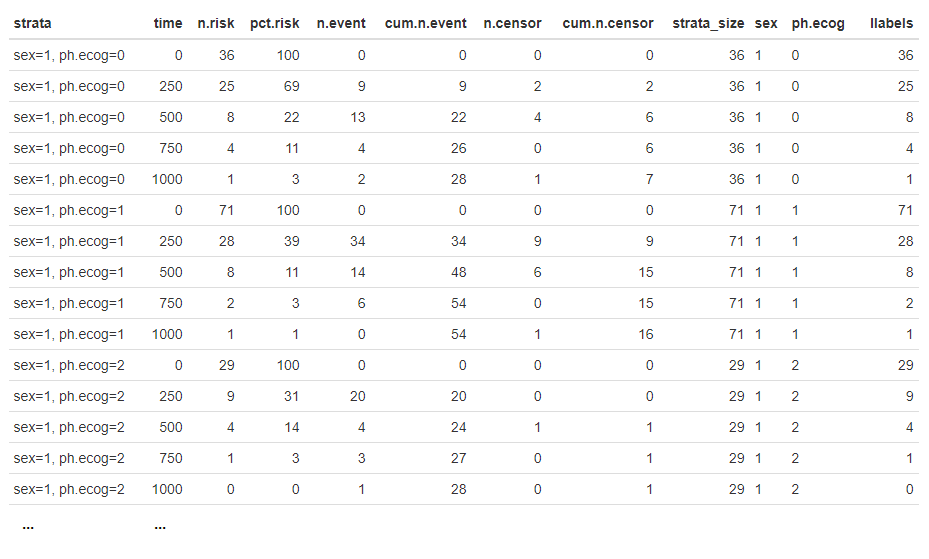 strata time n.risk pct.risk n.event cum.n.event n.censor cum.n.censor strata_size sex ph.ecog llabels
sex=1, ph.ecog=0 0 36 100 0 0 0 0 36 1 0 36
sex=1, ph.ecog=0 250 25 69 9 9 2 2 36 1 0 25
sex=1, ph.ecog=0 500 8 22 13 22 4 6 36 1 0 8
sex=1, ph.ecog=0 750 4 11 4 26 0 6 36 1 0 4
sex=1, ph.ecog=0 1000 1 3 2 28 1 7 36 1 0 1
sex=1, ph.ecog=1 0 71 100 0 0 0 0 71 1 1 71
sex=1, ph.ecog=1 250 28 39 34 34 9 9 71 1 1 28
sex=1, ph.ecog=1 500 8 11 14 48 6 15 71 1 1 8
sex=1, ph.ecog=1 750 2 3 6 54 0 15 71 1 1 2
sex=1, ph.ecog=1 1000 1 1 0 54 1 16 71 1 1 1
sex=1, ph.ecog=2 0 29 100 0 0 0 0 29 1 2 29
sex=1, ph.ecog=2 250 9 31 20 20 0 0 29 1 2 9
sex=1, ph.ecog=2 500 4 14 4 24 1 1 29 1 2 4
sex=1, ph.ecog=2 750 1 3 3 27 0 1 29 1 2 1
sex=1, ph.ecog=2 1000 0 0 1 28 0 1 29 1 2 0
... ...